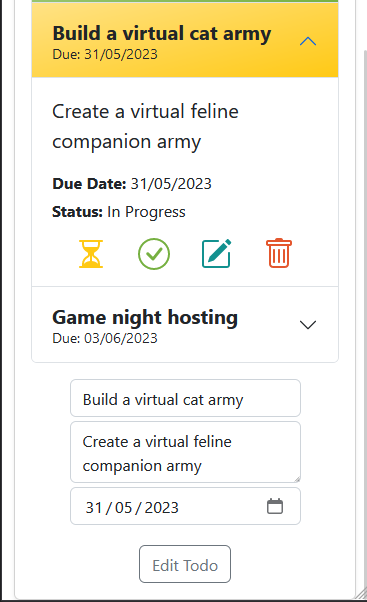 Build a virtual cat army
Due: 31/05/2023
Create a virtual feline
companion army
Due Date: 31/05/2023
Status: In Progress
Game night hosting
Due: 03/06/2023
Build a virtual cat army
Create a virtual feline
companion army
31/05/2023
Edit Todo